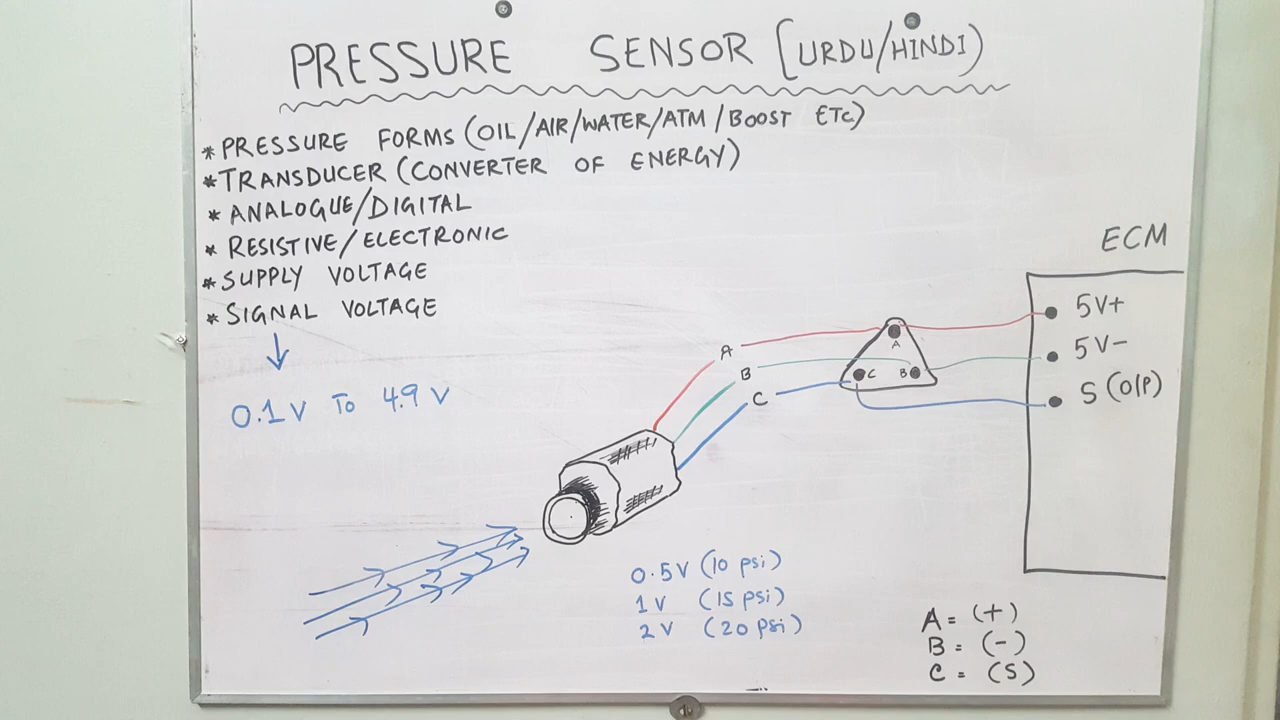 PRESSURE SENSOR [URDU/HINDI)
* PRESSURE FORMS (OIL/AIR/WATER/ATM/BOOST ETC)
* TRANSDUCER (CONVERTER OF ENERGY)
* ANALOGUE/DIGITAL
* RESISTIVE/ELECTRONIC
* SUPPLY VOLTAGE
* SIGNAL VOLTAGE
0.1V TO 4.9 V
ECM
5V+
5V-
S (O/P)
A
B
C
A
C B
0.5V (10 psi)
1V (15 psi)
2V (20 psi)
A = (+)
B = (-)
C = (S)